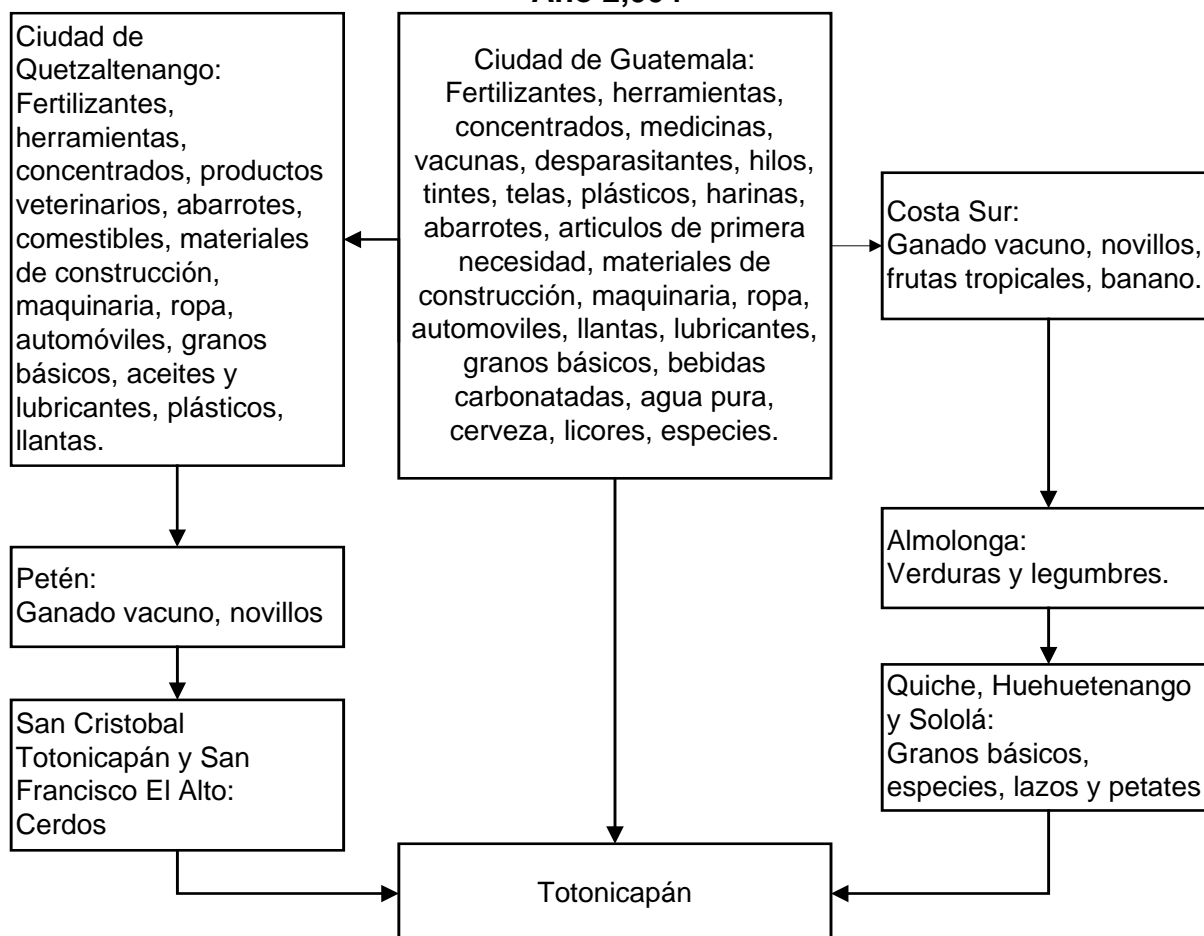 Año
Ciudad de
Quetzaltenango:
Fertilizantes,
herramientas,
concentrados, productos
veterinarios, abarrotes,
comestibles, materiales
de construcción,
maquinaria, ropa,
automóviles, granos
básicos, aceites y
lubricantes, plásticos,
llantas.
Ciudad de Guatemala:
Fertilizantes, herramientas,
concentrados, medicinas,
vacunas, desparasitantes, hilos,
tintes, telas, plásticos, harinas,
abarrotes, articulos de primera
necesidad, materiales de
construcción, maquinaria, ropa,
automoviles, llantas, lubricantes,
granos básicos, bebidas
carbonatadas, agua pura,
cerveza, licores, especies.
Costa Sur:
Ganado vacuno, novillos,
frutas tropicales, banano.
Petén:
Ganado vacuno, novillos
Almolonga:
Verduras y legumbres.
San Cristobal
Totonicapán y San
Francisco El Alto:
Cerdos
Quiche, Huehuetenango
y Sololá:
Granos básicos,
especies, lazos y petates
Totonicapán